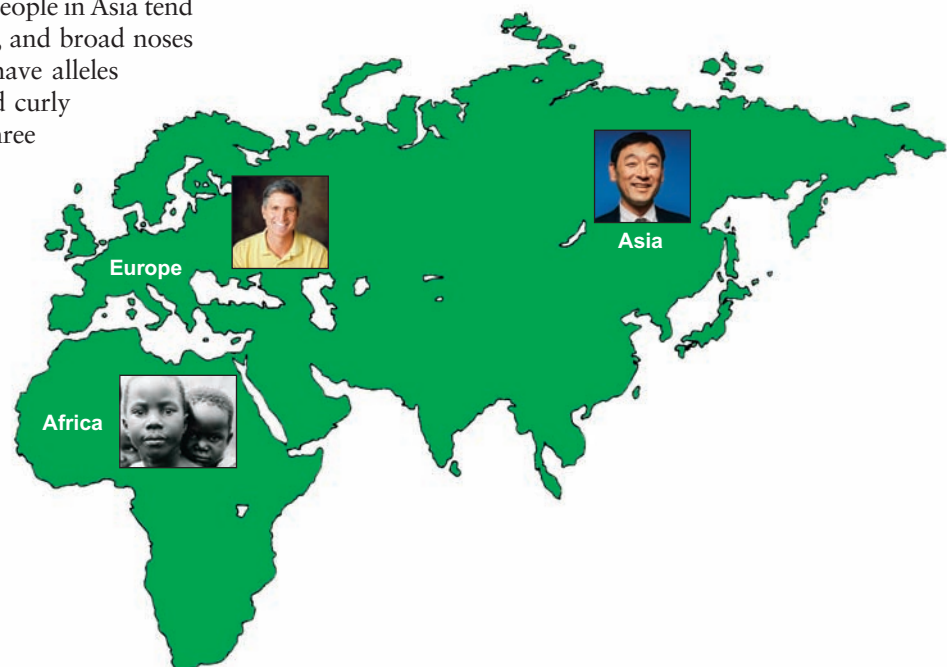 eople in Asia tend
, and broad noses
have alleles
d curly
ree
Asia
Europe
Africa